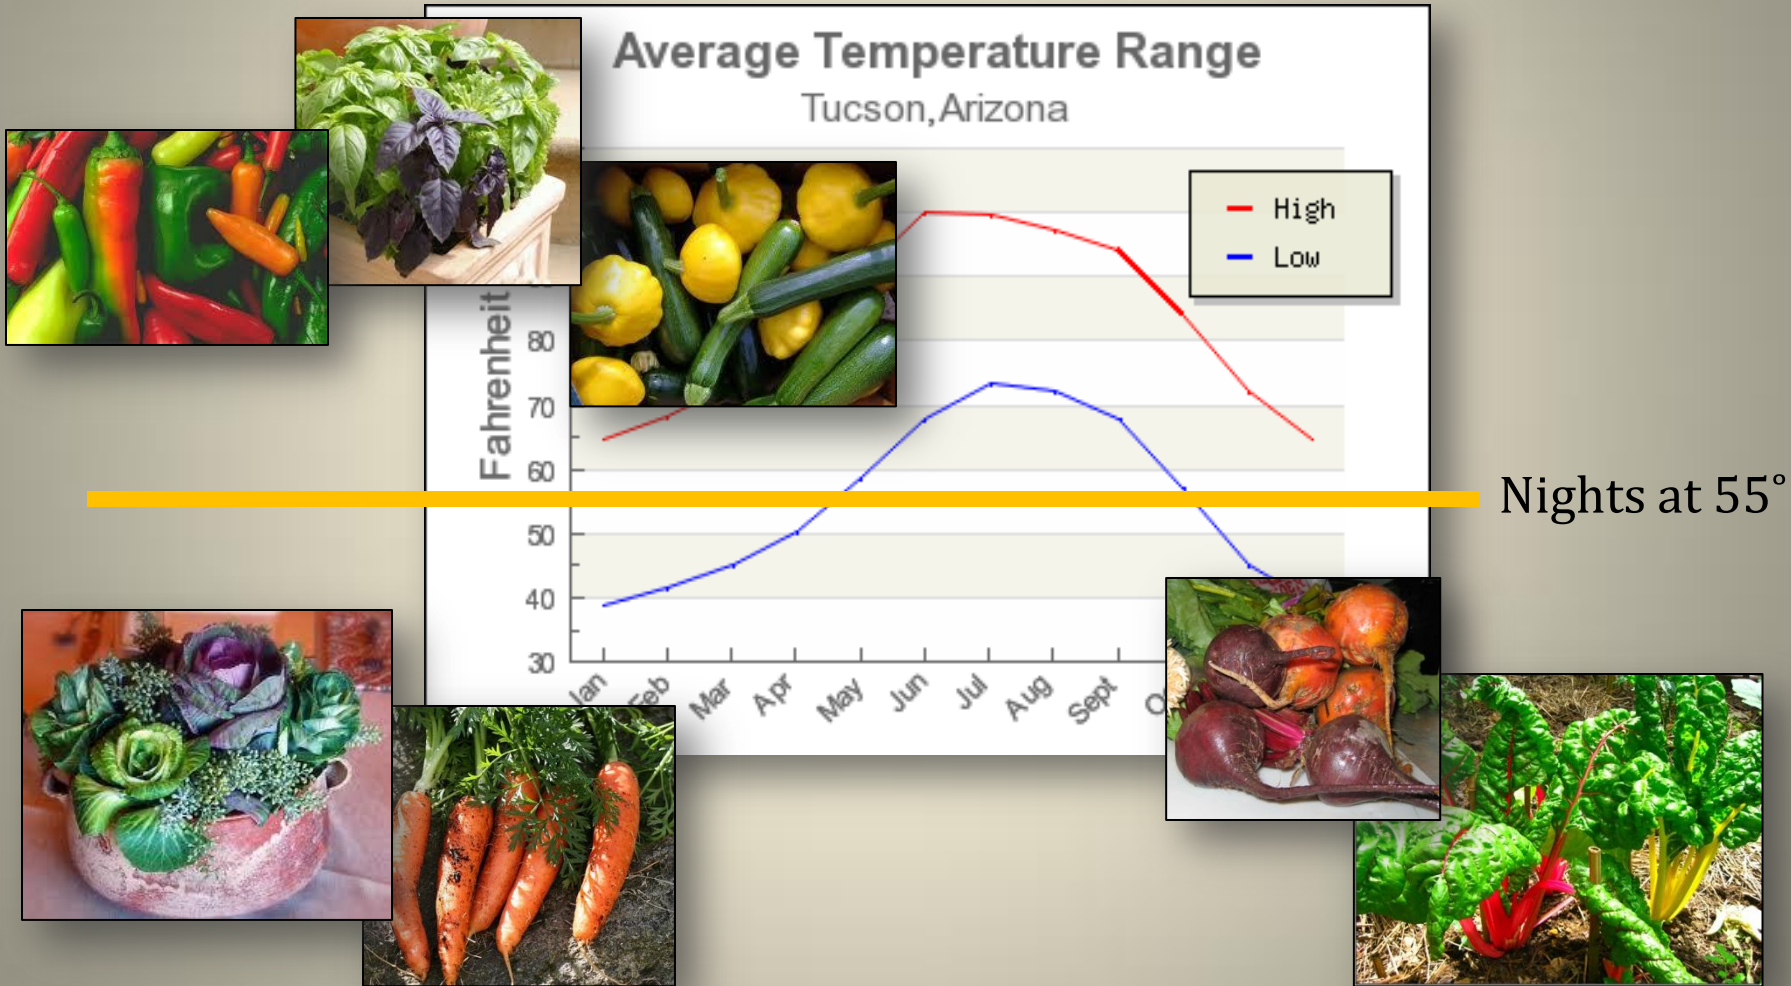 Average Temperature Range
Tucson, Arizona
High
Low
Fahrenheit
80
70
60
50
40
30
Nights at 55°
Jan
Feb
Mar
Apr
May
Jun
Jul
Aug
Sept